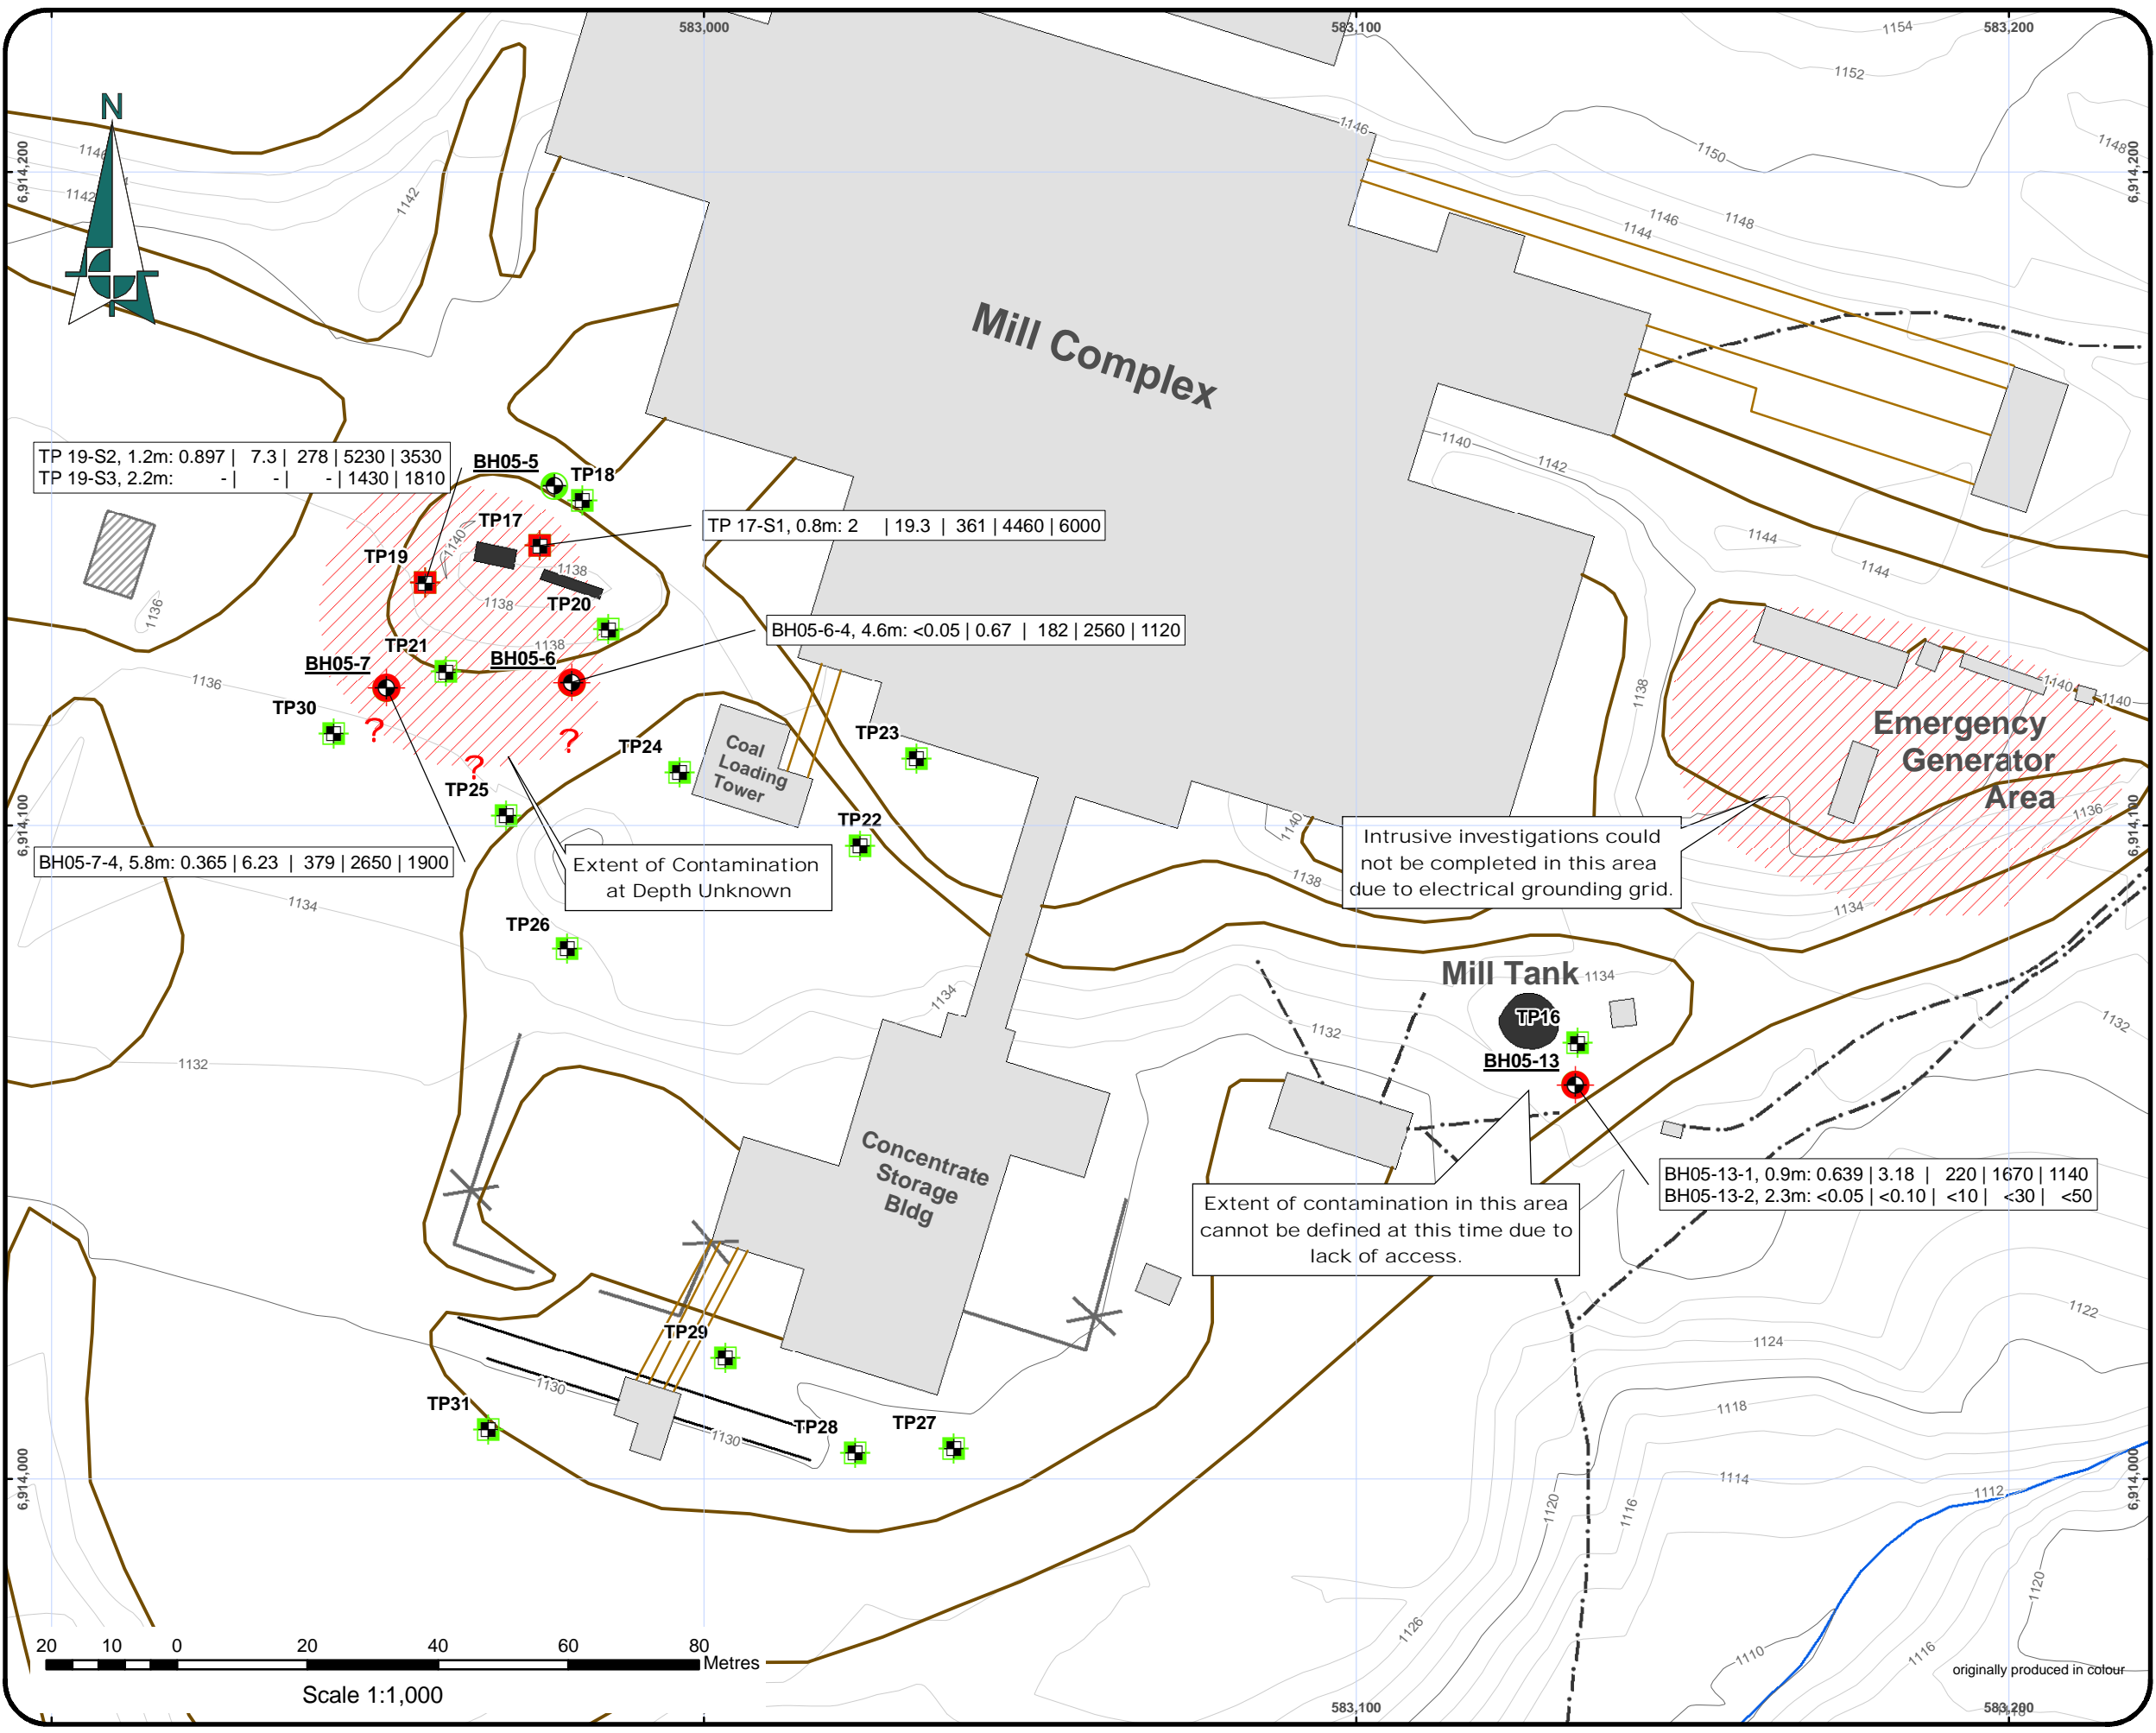 583,000
583,100
583,200
1154
1152
1150
1148
1146
1146
1142
1142
N
6,914,200
6,914,200
1148
1146
1144
Mill Complex
1140
1142
1144
1144
TP 19-S2, 1.2m: 0.897 | 7.3 | 278 | 5230 | 3530
TP 19-S3, 2.2m: - | - | - | 1430 | 1810
BH05-5
TP18
TP17
TP 17-S1, 0.8m: 2 | 19.3 | 361 | 4460 | 6000
TP19
1140
1138
1138
TP20
1136
1138
BH05-6-4, 4.6m: <0.05 | 0.67 | 182 | 2560 | 1120
TP21
BH05-7
BH05-6
1136
TP30
?
?
?
TP24
TP23
Coal
Loading
Tower
1138
1140
1140
Emergency
Generator
Area
TP25
TP22
1140
1136
6,914,100
6,914,100
BH05-7-4, 5.8m: 0.365 | 6.23 | 379 | 2650 | 1900
Extent of Contamination
at Depth Unknown
Intrusive investigations could
not be completed in this area
due to electrical grounding grid.
1138
1134
1134
TP26
Mill Tank
1134
1134
TP16
1132
1132
1132
BH05-13
Concentrate
Storage
Bldg
BH05-13-1, 0.9m: 0.639 | 3.18 | 220 | 1670 | 1140
BH05-13-2, 2.3m: <0.05 | <0.10 | <10 | <30 | <50
Extent of contamination in this area
cannot be defined at this time due to
lack of access.
1122
1124
TP29
1130
TP31
1130
TP28
TP27
1118
1114
1112
1120
1116
6,914,000
6,914,000
1120
1126
1110
1116
20 10 0 20 40 60 80
Metres
Scale 1:1,000
originally produced in colour
583,100
583,200